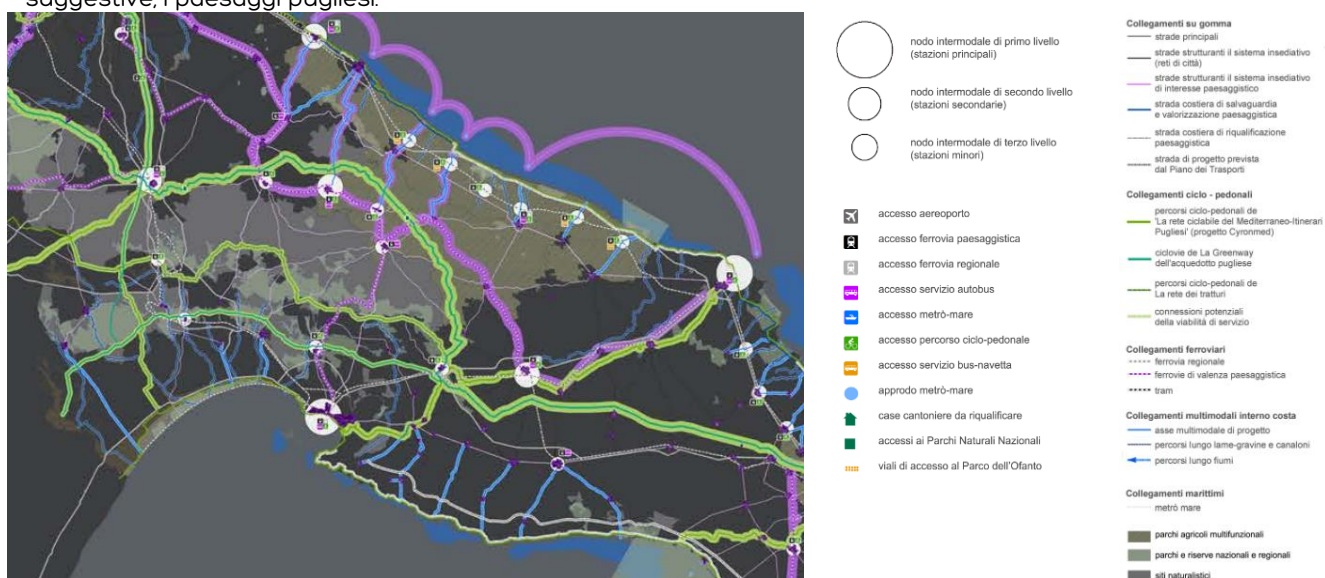 suggestive, i paesaggi pugliesi.
nodo intermodale di primo livello
(stazioni principali)
nodo intermodale di secondo livello
(stazioni secondarie)
nodo intermodale di terzo livello
(stazioni minori)
accesso aereoporto
accesso ferrovia paesaggistica
accesso ferrovia regionale
accesso servizio autobus
accesso metrò-mare
accesso percorso ciclo-pedonale
accesso servizio bus-navetta
approdo metrò-mare
case cantoniere da riqualificare
accessi ai Parchi Naturali Nazionali
viali di accesso al Parco dell'Ofanto
Collegamenti su gomma
strade principali
strade strutturanti il sistema insediativo
(reti di città)
strade strutturanti il sistema insediativo
di interesse paesaggistico
strada costiera di salvaguardia
e valorizzazione paesaggistica
strada costiera di riqualificazione
paesaggistica
strada di progetto prevista
dal Piano dei Trasporti
Collegamenti ciclo - pedonali
percorsi ciclo-pedonali de
'La rete ciclabile del Mediterraneo-Itinerari
Pugliesi' (progetto Cyronmed)
ciclovie de La Greenway
dell'acquedotto pugliese
percorsi ciclo-pedonali de
La rete dei tratturi
connessioni potenziali
della viabilità di servizio
Collegamenti ferroviari
ferrovia regionale
ferrovie di valenza paesaggistica
tram
Collegamenti multimodali interno costa
asse multimodale di progetto
percorsi lungo lame-gravine e canaloni
percorsi lungo fiumi
Collegamenti marittimi
metrò mare
parchi agricoli multifunzionali
parchi e riserve nazionali e regionali
siti naturalistici